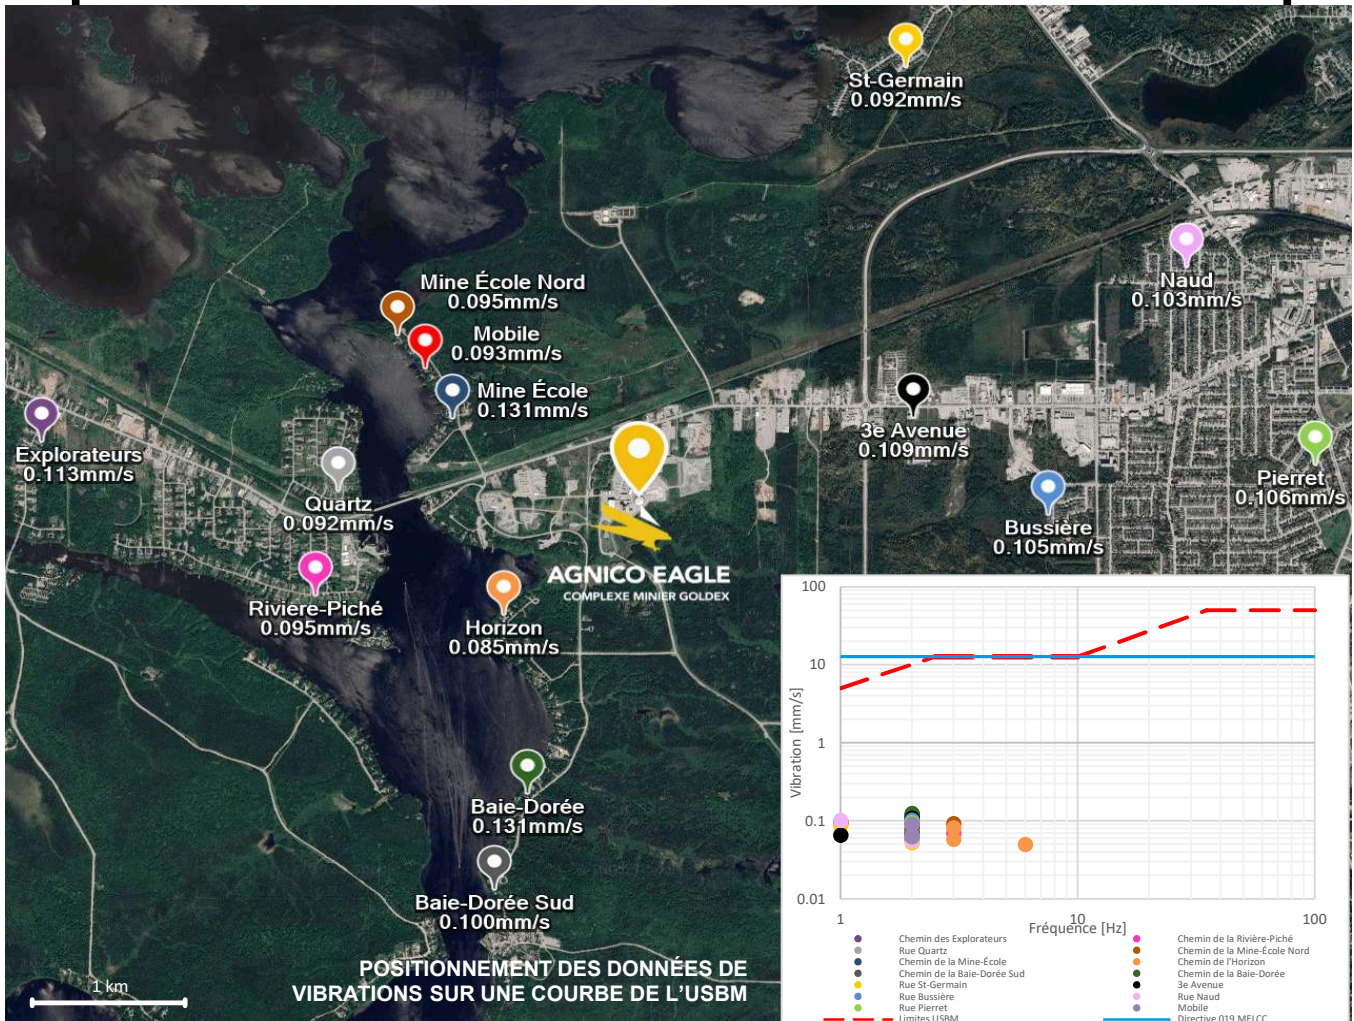 St-Germain
0.092mm/s
Naud
0.103mm/s
Mine École Nord
0.095mm/s
Mobile
0.093mm/s
Mine École
0.131mm/s
Explorateurs
0.113mm/s
Quartz
0.092mm/s
3e Avenue
0.109mm/s
Pierret
0.106mm/s
Bussière
0.105mm/s
Riviere-Piché
0.095mm/s
AGNICO EAGLE
COMPLEXE MINIER GOLDEX
Horizon
0.085mm/s
Baie-Dorée
0.131mm/s
Baie-Dorée Sud
0.100mm/s
POSITIONNEMENT DES DONNÉES DE
VIBRATIONS SUR UNE COURBE DE L'USBM
1 km
100
10
1
0.1
0.01
Vibration [mm/s]
1
10
100
Fréquence [Hz]
Chemin des Explorateurs
Chemin de la Rivière-Piché
Rue Quartz
Chemin de la Mine-École Nord
Chemin de la Mine-École
Chemin de l'Horizon
Chemin de la Baie-Dorée Sud
Chemin de la Baie-Dorée
Rue St-Germain
3e Avenue
Rue Bussière
Rue Naud
Rue Pierret
Mobile
Limites USBM
Directive 019 MELCC